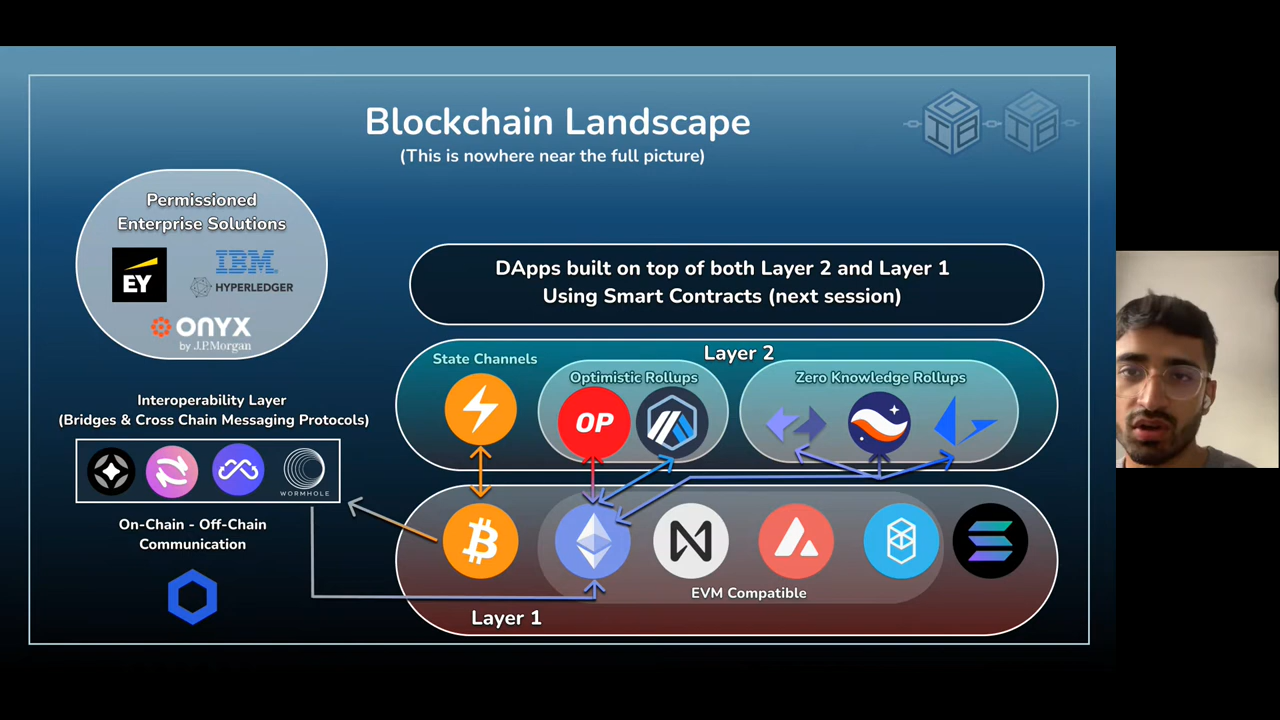 Blockchain Landscape
(This is nowhere near the full picture)
Permissioned
Enterprise Solutions
EY
IBM
HYPERLEDGER
ONYX
by J.P.Morgan
DApps built on top of both Layer 2 and Layer 1
Using Smart Contracts (next session)
Layer 2
State Channels
Optimistic Rollups
Zero Knowledge Rollups
OP
Interoperability Layer
(Bridges & Cross Chain Messaging Protocols)
WORMHOLE
On-Chain - Off-Chain
Communication
EVM Compatible
Layer 1